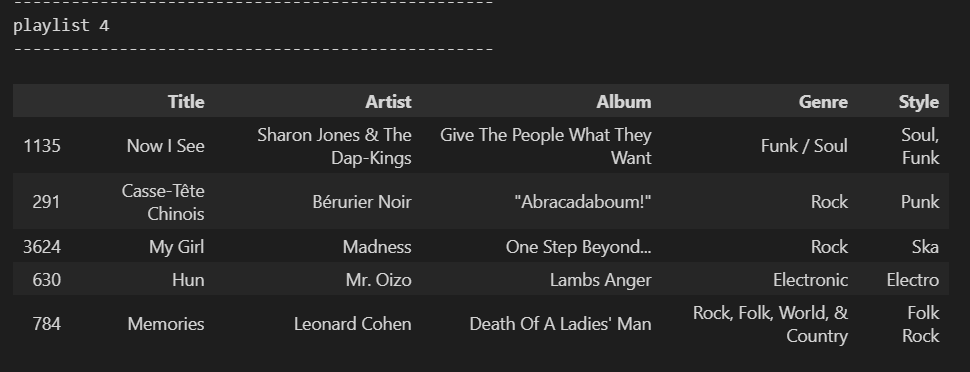 --------------------------------------------------
playlist 4
--------------------------------------------------
Title Artist Album Genre Style
1135 Now I See Sharon Jones & The Dap-Kings Give The People What They Want Funk / Soul Soul, Funk
291 Casse-Tête Chinois Bérurier Noir "Abracadaboum!" Rock Punk
3624 My Girl Madness One Step Beyond... Rock Ska
630 Hun Mr. Oizo Lambs Anger Electronic Electro
784 Memories Leonard Cohen Death Of A Ladies' Man Rock, Folk, World, & Country Folk Rock